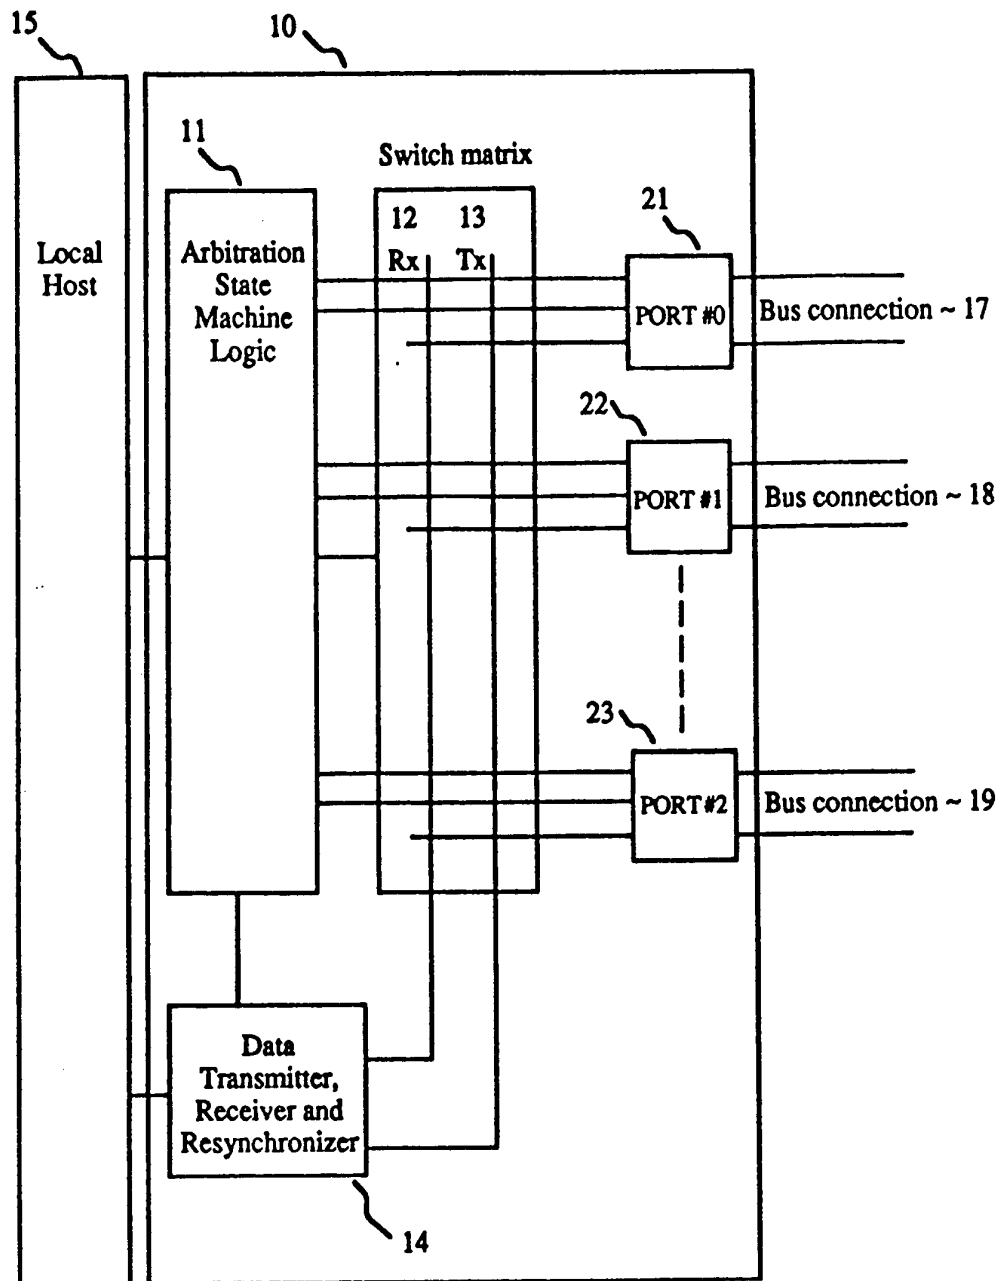 15
10
11
Switch matrix
12 13
Rx Tx
21
Local
Host
Arbitration
State
Machine
Logic
PORT #0
Bus connection ~ 17
22
PORT #1
Bus connection ~ 18
23
PORT #2
Bus connection ~ 19
Data
Transmitter,
Receiver and
Resynchronizer
14